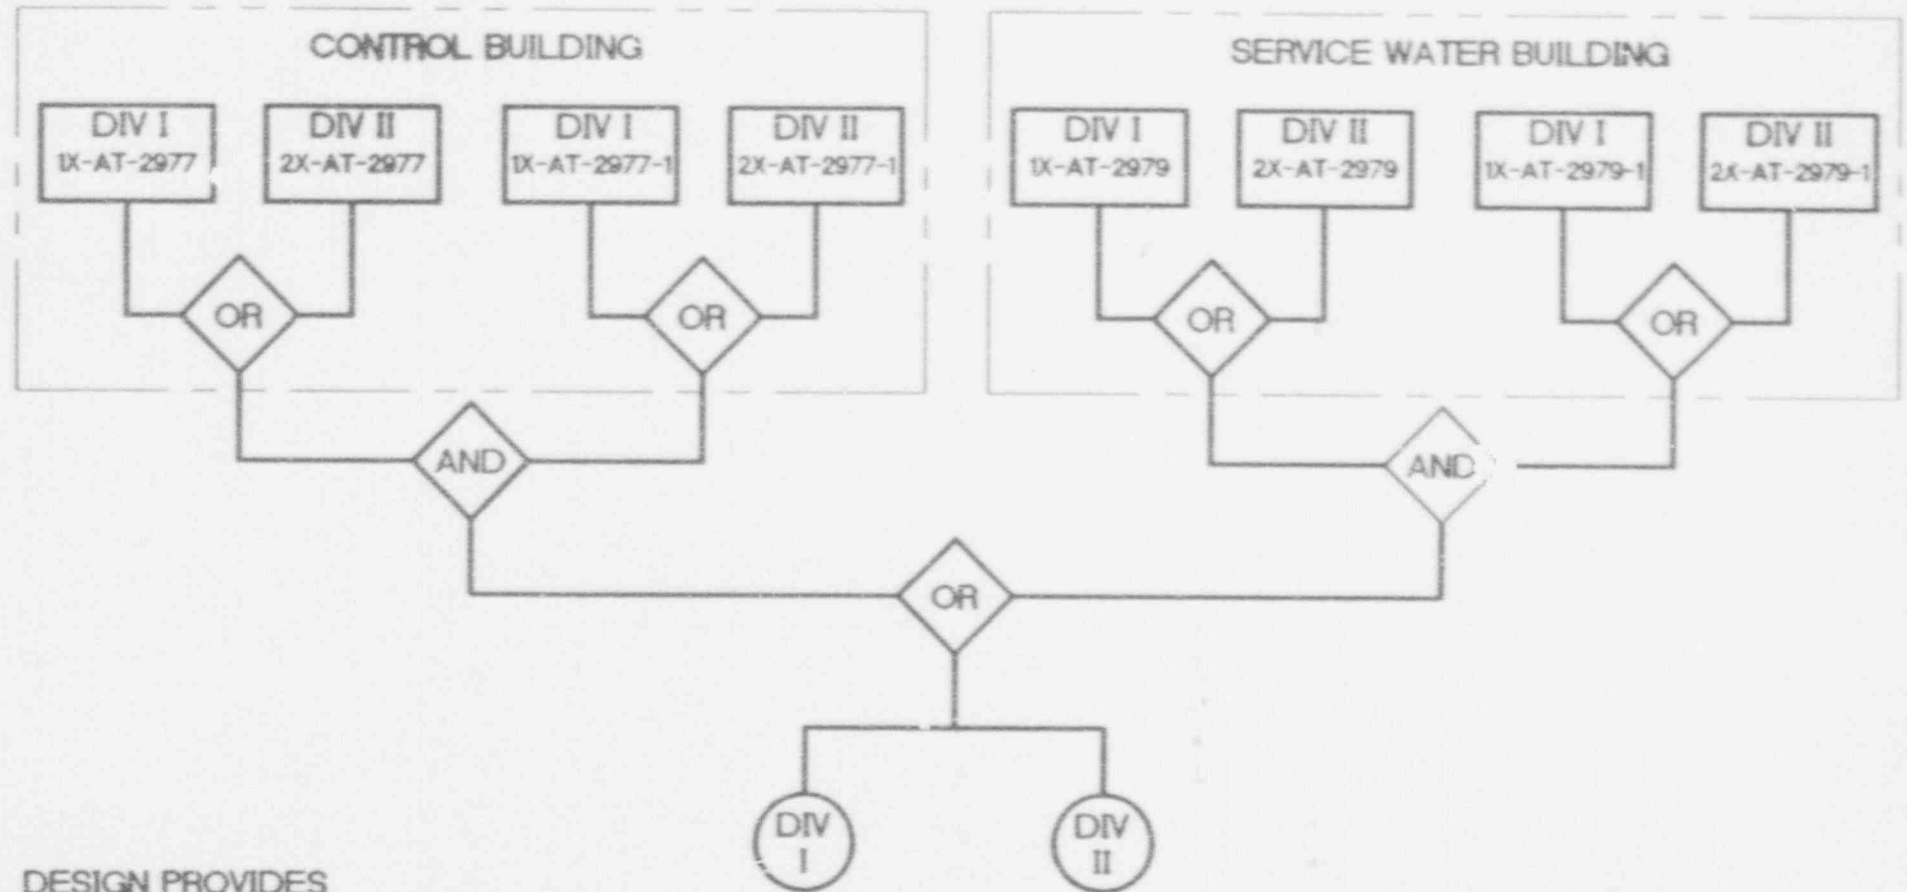 CONTROL BUILDING
SERVICE WATER BUILDING
DIV I
1X-AT-2977
DIV II
2X-AT-2977
DIV I
1X-AT-2977-1
DIV II
2X-AT-2977-1
DIV I
1X-AT-2979
DIV II
2X-AT-2979
DIV I
1X-AT-2979-1
DIV II
2X-AT-2979-1
OR
OR
OR
OR
AND
AND
OR
DIV
I
DIV
II
DESIGN PROVIDES